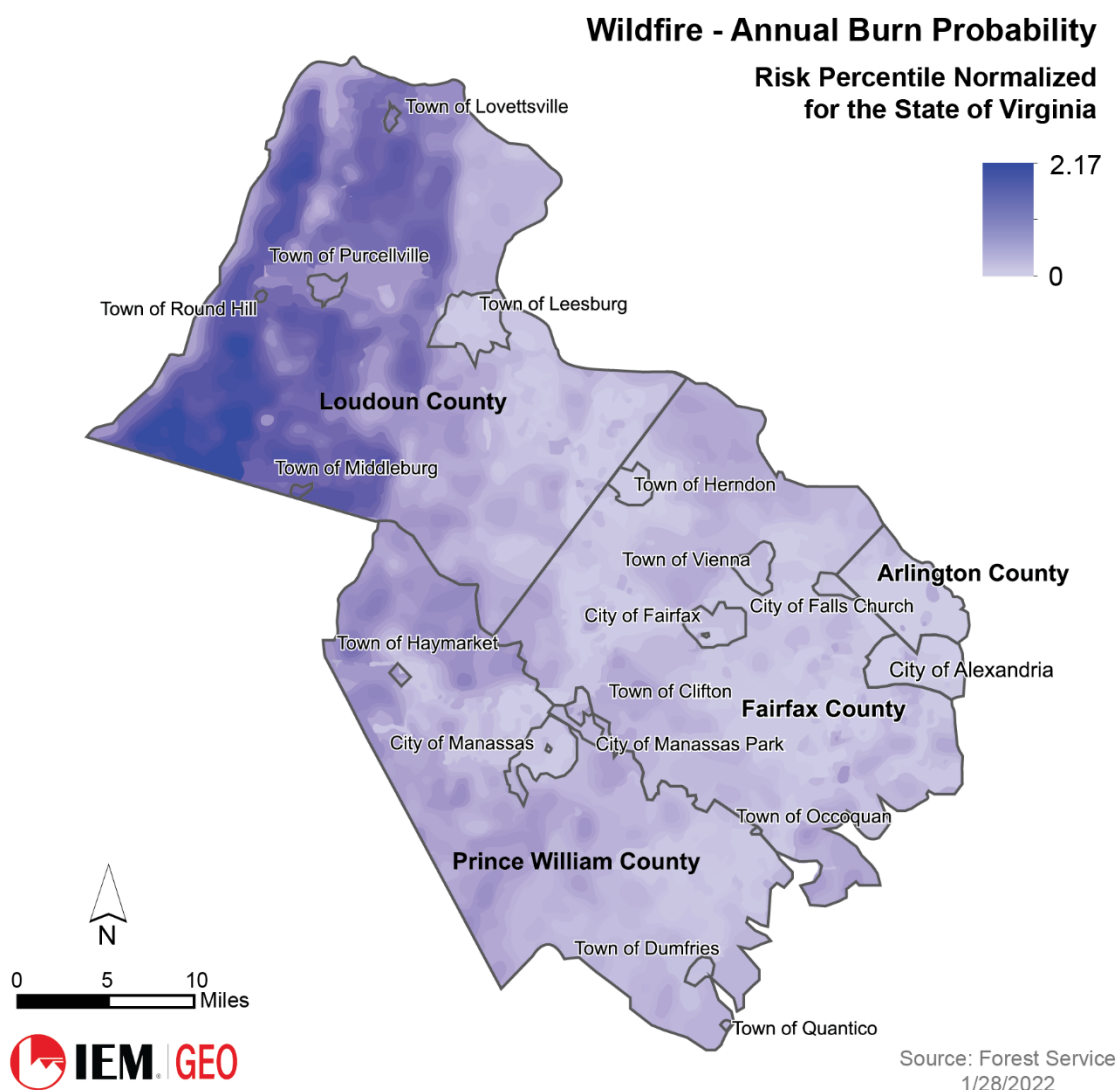 Wildfire - Annual Burn Probability
Risk Percentile Normalized
for the State of Virginia
2.17
0
Town of Lovettsville
Town of Purcellville
Town of Round Hill
Town of Leesburg
Loudoun County
Town of Middleburg
Town of Herndon
Town of Vienna
Arlington County
City of Falls Church
City of Fairfax
Town of Haymarket
City of Alexandria
Town of Clifton
Fairfax County
City of Manassas
City of Manassas Park
Town of Occoquan
Prince William County
N
Town of Dumfries
0 5 10
Miles
Town of Quantico
IEM. GEO
Source: Forest Service
1/28/2022